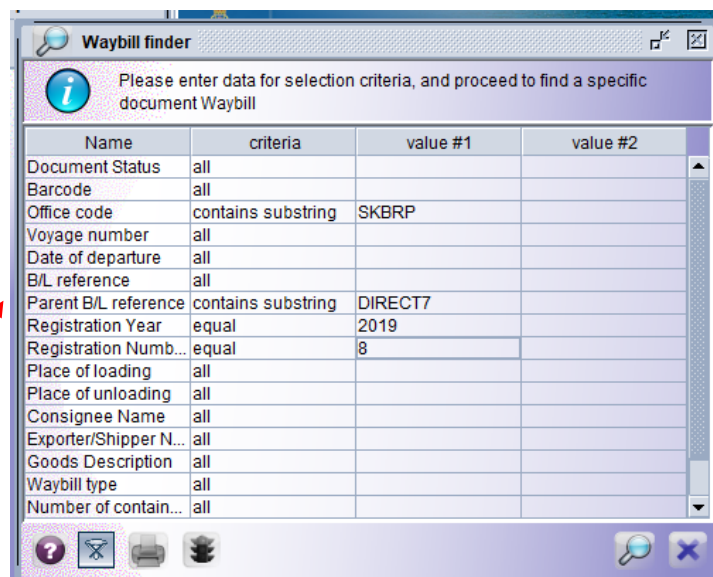 Waybill finder
Please enter data for selection criteria, and proceed to find a specific
document Waybill
Name criteria value #1 value #2
Document Status all
Barcode all
Office code contains substring SKBRP
Voyage number all
Date of departure all
B/L reference all
Parent B/L reference contains substring DIRECT7
Registration Year equal 2019
Registration Numb... equal 8
Place of loading all
Place of unloading all
Consignee Name all
Exporter/Shipper N... all
Goods Description all
Waybill type all
Number of contain... all